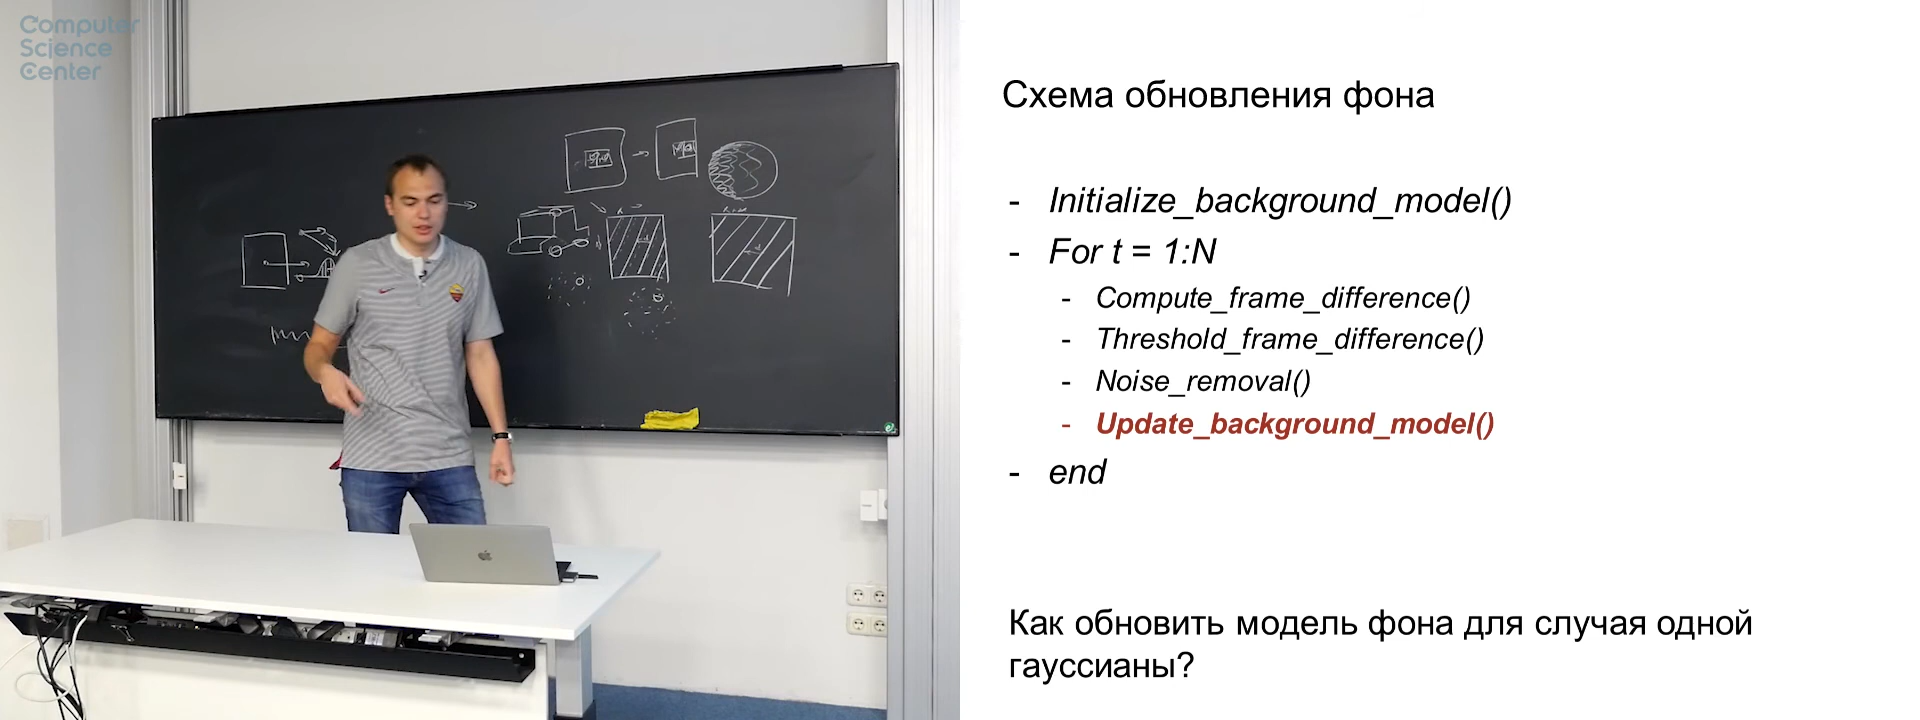 Computer
Science
Center
Схема обновления фона
- Initialize_background_model()
- For t = 1:N
- Compute_frame_difference()
- Threshold_frame_difference()
- Noise_removal()
- Update_background_model()
- end
Как обновить модель фона для случая одной
гауссианы?